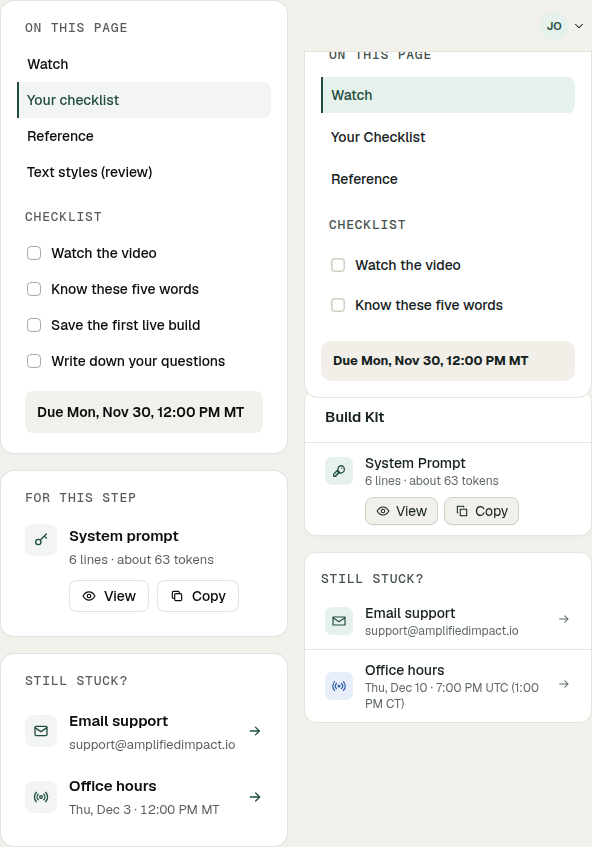 ON THIS PAGE
Watch
Your checklist
Reference
Text styles (review)
CHECKLIST
Watch the video
Know these five words
Save the first live build
Write down your questions
Due Mon, Nov 30, 12:00 PM MT
FOR THIS STEP
System prompt
6 lines · about 63 tokens
View
Copy
STILL STUCK?
Email support
support@amplifiedimpact.io
Office hours
Thu, Dec 3 · 12:00 PM MT
JO
ON THIS PAGE
Watch
Your Checklist
Reference
CHECKLIST
Watch the video
Know these five words
Due Mon, Nov 30, 12:00 PM MT
Build Kit
System Prompt
6 lines · about 63 tokens
View
Copy
STILL STUCK?
Email support
support@amplifiedimpact.io
Office hours
Thu, Dec 10 · 7:00 PM UTC (1:00
PM CT)